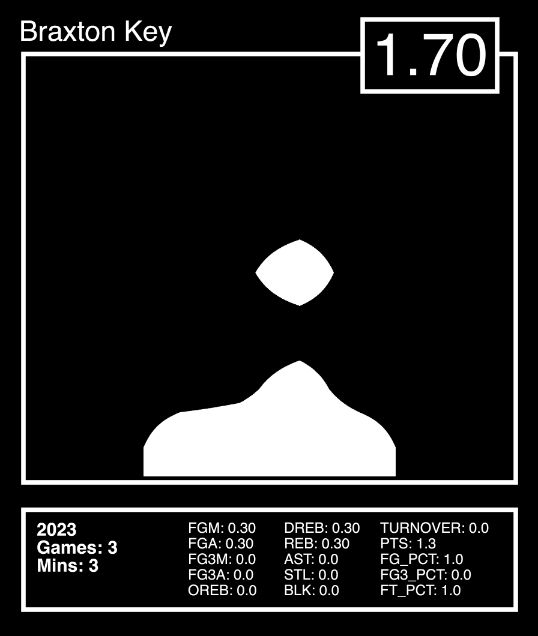 Braxton Key
1.70
2023
Games: 3
Mins: 3
FGM: 0.30
FGA: 0.30
FG3M: 0.0
FG3A: 0.0
OREB: 0.0
DREB: 0.30
REB: 0.30
AST: 0.0
STL: 0.0
BLK: 0.0
TURNOVER: 0.0
PTS: 1.3
FG_PCT: 1.0
FG3_PCT: 0.0
FT_PCT: 1.0